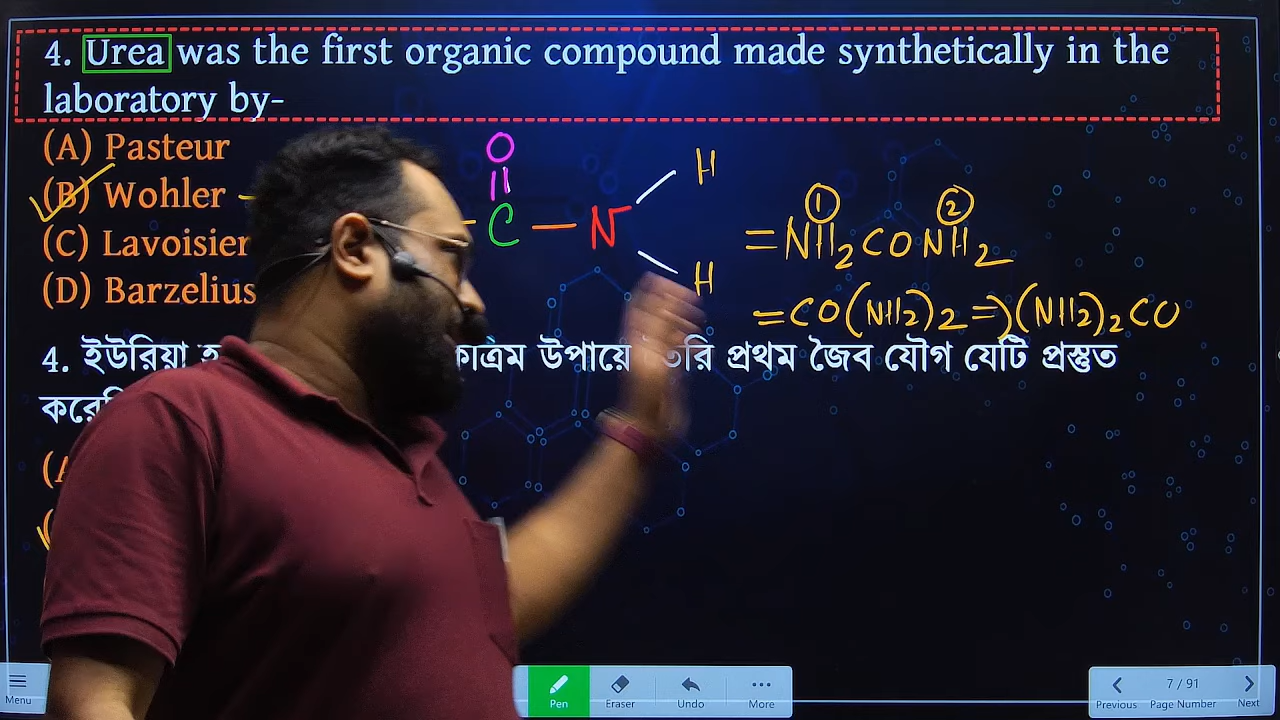 4. Urea was the first organic compound made synthetically in the
laboratory by-
(A) Pasteur
(B) Wohler
(C) Lavoisier
(D) Barzelius
O
C — N
H
H
= NH₂CONH₂
① ②
= CO(NH₂)₂ ⇒ (NH₂)₂CO
4. ইউরিয়া উপায়ে প্রথম জৈব যৌগ যেটি প্রস্তুত
Menu
Pen
Eraser
Undo
More
Previous
7 / 91
Page Number
Next